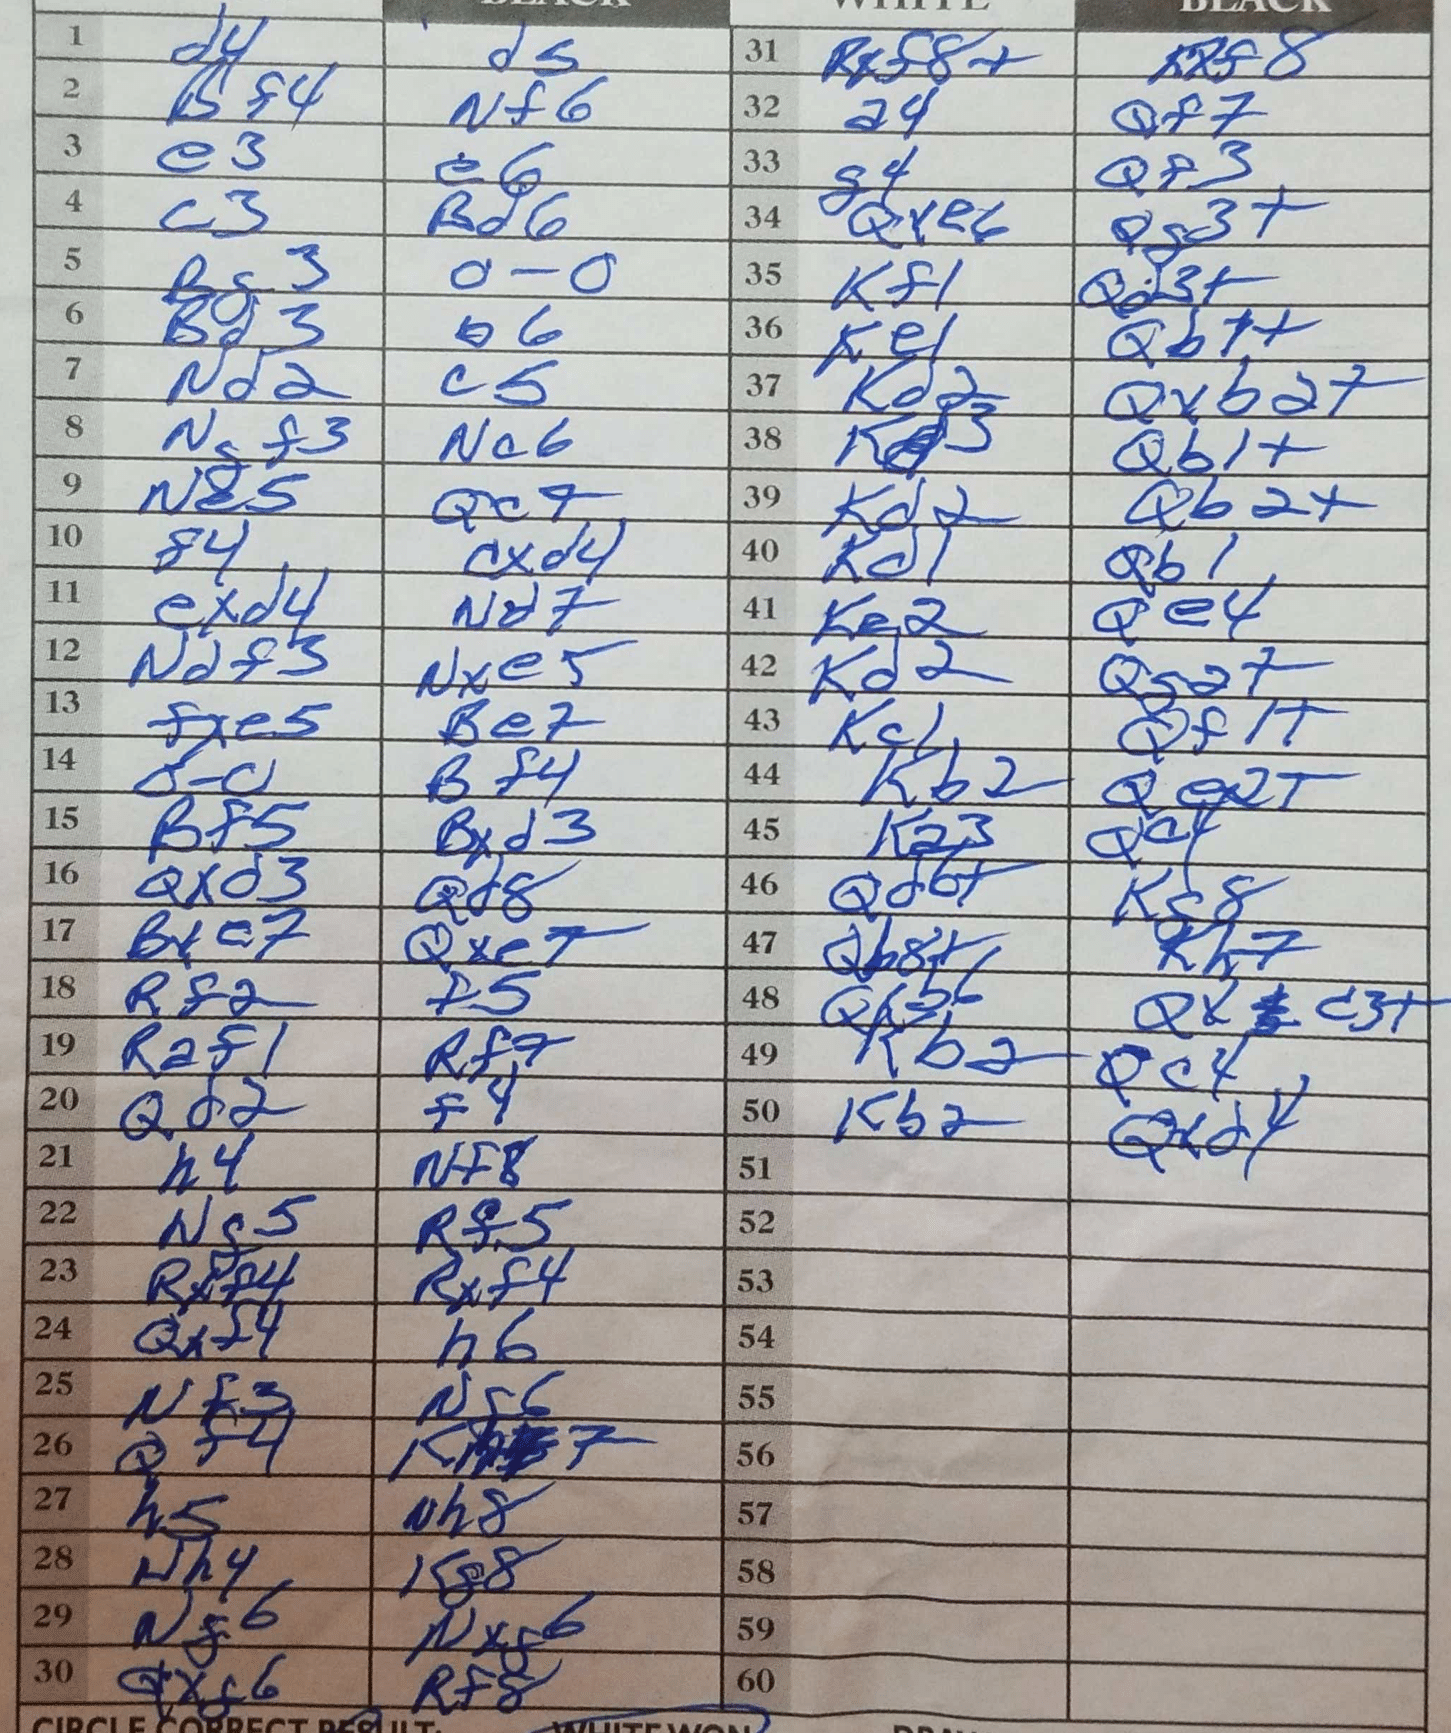 BLACK WHITE BLACK
1 d4 d5
2 Bf4 Nf6
3 e3 e6
4 c3 Bd6
5 Bg3 0-0
6 Bd3 b6
7 Nd2 c5
8 Ngf3 Nc6
9 Ne5 Qc7
10 f4 cxd4
11 exd4 Nd7
12 Ndf3 Nxe5
13 fxe5 Be7
14 0-0 Bf4
15 Bf5 Bxd3
16 Qxd3 Qd8
17 Bxe7 Qxe7
18 Rf2 f5
19 Raf1 Rf7
20 Qd2 f4
21 h4 Nf8
22 Ng5 Rf5
23 Rxf4 Rxf4
24 Qxf4 h6
25 Nf3 Ng6
26 Qf4 Kh7
27 h5 Nh8
28 Nh4 Kg8
29 Ng6 Nxg6
30 Qxg6 Rf8
31 Rxf8+ xf8
32 a4 Qf7
33 g4 Qf3
34 Qxe6 Qg3+
35 Kf1 Qd3+
36 Ke1 Qb1+
37 Kd2 Qxb2+
38 Kd3 Qb1+
39 Kd2 Qb2+
40 Kd1 Qb1
41 Ke2 Qe4
42 Kd2 Qg2+
43 Kc1 Qf1+
44 Kb2 Qe2+
45 Ka3 Qc4
46 Qd6+ Kg8
47 Qb8+ Kh7
48 Qxc3+
49 Kb2 Qc4
50 Kb2 Qxd4
51
52
53
54
55
56
57
58
59
60
CIRCLE CORRECT RESULT: WHITE WON DRAW